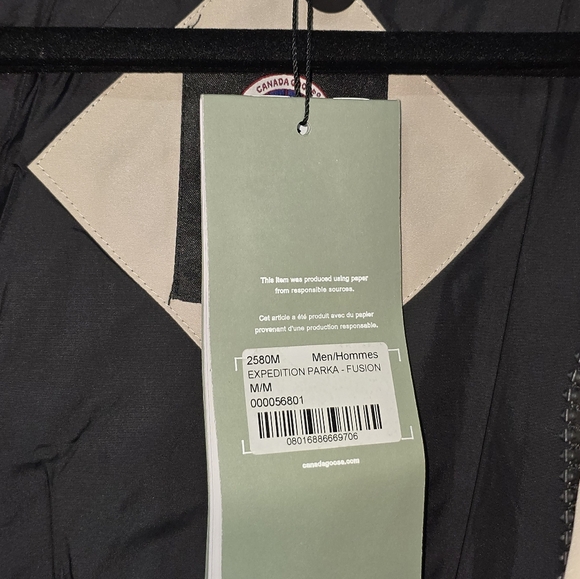 CANADA GOOSE
This item was produced using paper
from responsible sources.
Cet article a été produit avec du papier
provenant d'une production responsable.
2580M Men/Hommes
EXPEDITION PARKA - FUSION
M/M
000056801
08016886669706
canadagoose.com